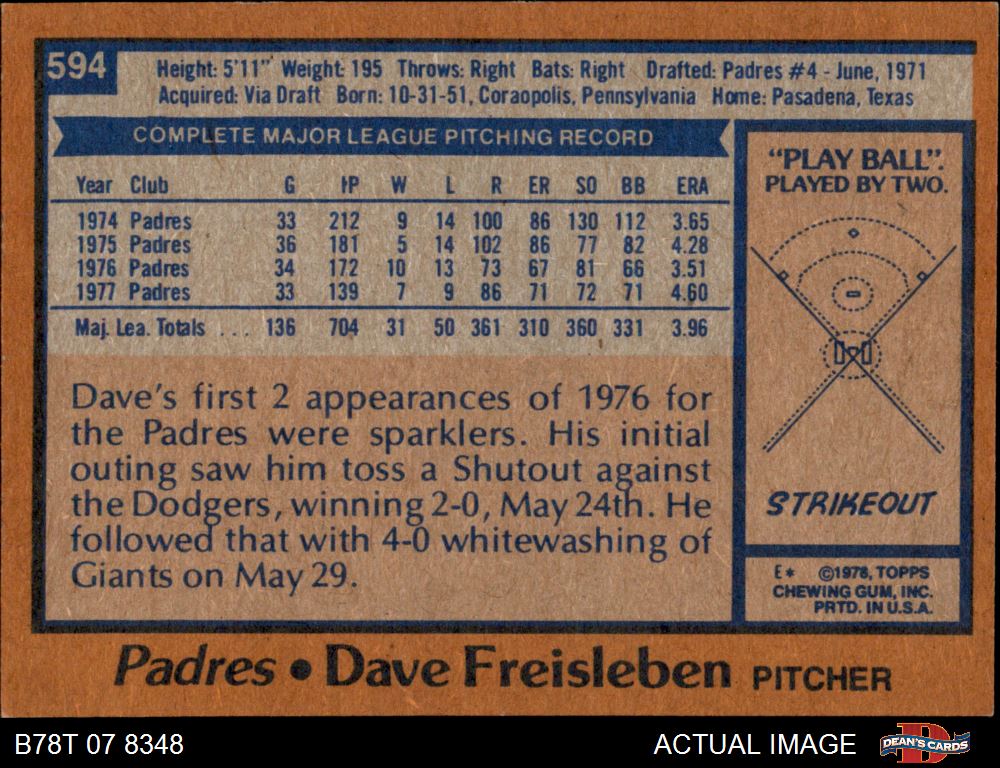 594
Height: 5'11" Weight: 195 Throws: Right Bats: Right Drafted: Padres #4 - June, 1971
Acquired: Via Draft Born: 10-31-51, Coraopolis, Pennsylvania Home: Pasadena, Texas
COMPLETE MAJOR LEAGUE PITCHING RECORD
Year Club G IP W L R ER SO BB ERA
1974 Padres 33 212 9 14 100 86 130 112 3.65
1975 Padres 36 181 5 14 102 86 77 82 4.28
1976 Padres 34 172 10 13 73 67 81 66 3.51
1977 Padres 33 139 7 9 86 71 72 71 4.60
Maj. Lea. Totals ... 136 704 31 50 361 310 360 331 3.96
Dave's first 2 appearances of 1976 for
the Padres were sparklers. His initial
outing saw him toss a Shutout against
the Dodgers, winning 2-0, May 24th. He
followed that with 4-0 whitewashing of
Giants on May 29.
"PLAY BALL".
PLAYED BY TWO.
STRIKEOUT
E* ©1978, TOPPS
CHEWING GUM, INC.
PRTD. IN U.S.A.
Padres • Dave Freisleben PITCHER
B78T 07 8348
ACTUAL IMAGE
DEAN'S CARDS